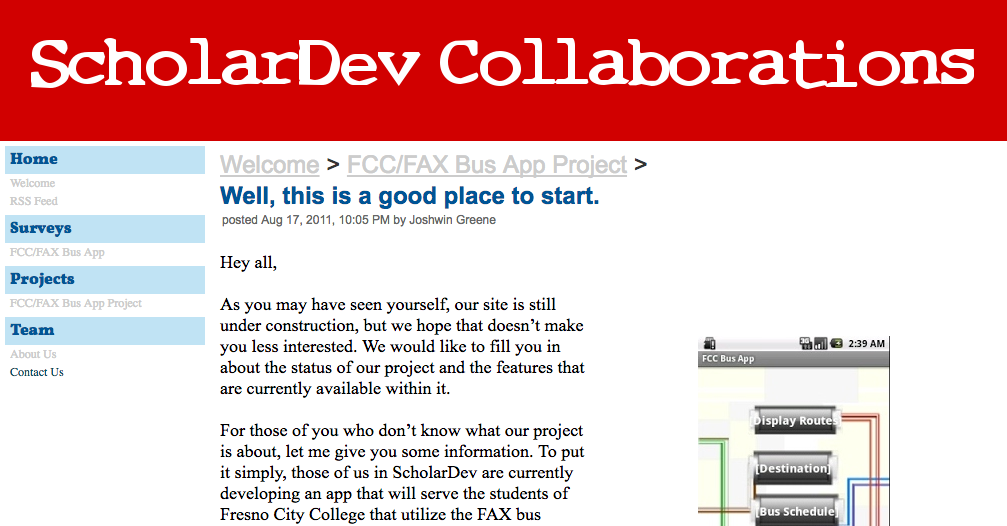 ScholarDev Collaborations
Home
Welcome
RSS Feed
Surveys
FCC/FAX Bus App
Projects
FCC/FAX Bus App Project
Team
About Us
Contact Us
Welcome > FCC/FAX Bus App Project >
Well, this is a good place to start.
posted Aug 17, 2011, 10:05 PM by Joshwin Greene
Hey all,
As you may have seen yourself, our site is still
under construction, but we hope that doesn’t make
you less interested. We would like to fill you in
about the status of our project and the features that
are currently available within it.
For those of you who don’t know what our project
is about, let me give you some information. To put
it simply, those of us in ScholarDev are currently
developing an app that will serve the students of
Fresno City College that utilize the FAX bus
3G 2:39 AM
FCC Bus App
Display Routes
[Destination]
[Bus Schedule]